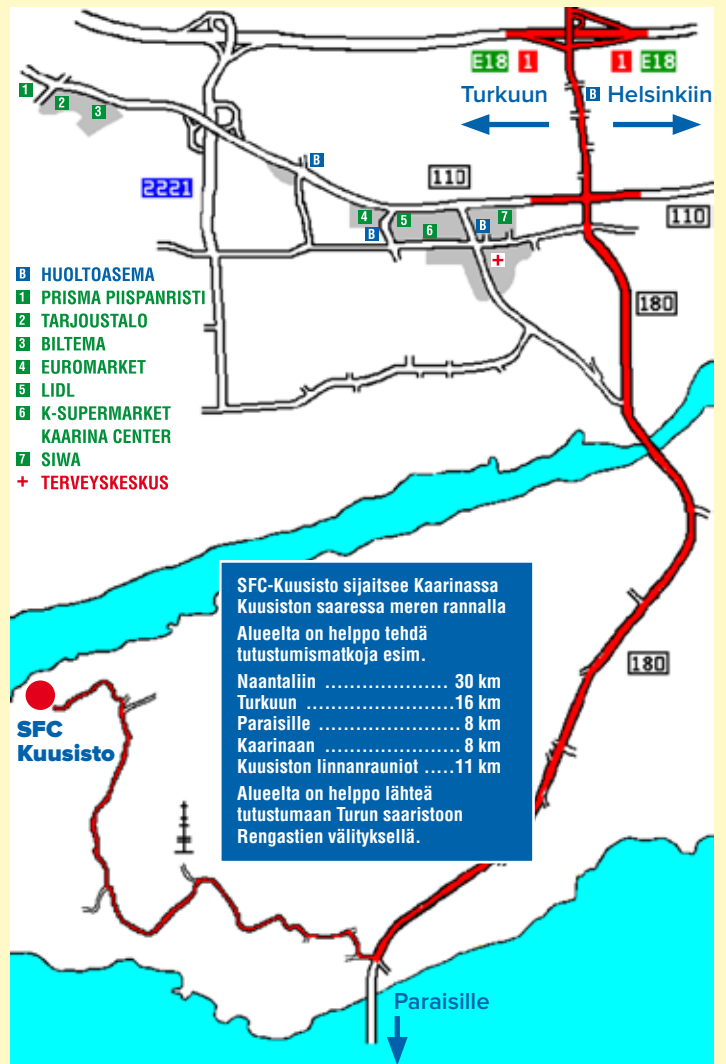 E18 1 1 E18
Turkuun B Helsinkiin
1
2
3
B
2221
110
4
5
7
110
B
6
B
+
180
B HUOLTOASEMA
1 PRISMA PIISPANRISTI
2 TARJOUSTALO
3 BILTEMA
4 EUROMARKET
5 LIDL
6 K-SUPERMARKET
KAARINA CENTER
7 SIWA
+ TERVEYSKESKUS
SFC-Kuusisto sijaitsee Kaarinassa
Kuusiston saaressa meren rannalla
Alueelta on helppo tehdä
tutustumismatkoja esim.
Naantaliin .................... 30 km
Turkuun ........................16 km
Paraisille ........................ 8 km
Kaarinaan ...................... 8 km
Kuusiston linnanrauniot .....11 km
Alueelta on helppo lähteä
tutustumaan Turun saaristoon
Rengastien välityksellä.
180
SFC
Kuusisto
Paraisille